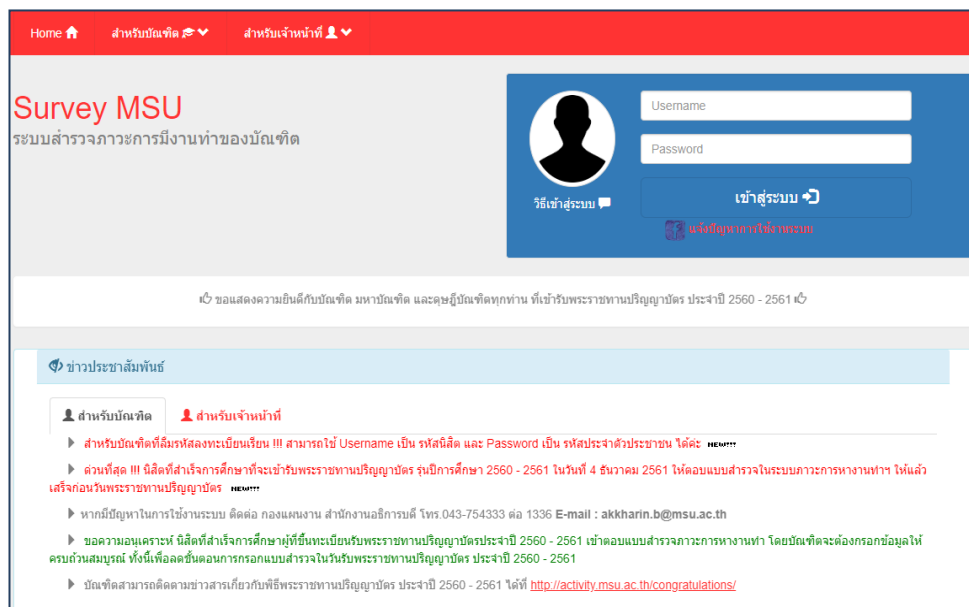 Home สำหรับบัณฑิต สำหรับเจ้าหน้าที่
Survey MSU
ระบบสำรวจภาวะการมีงานทำของบัณฑิต
Username
Password
วิธีเข้าสู่ระบบ
เข้าสู่ระบบ
แจ้งปัญหาการใช้งานระบบ
ขอแสดงความยินดีกับบัณฑิต มหาบัณฑิต และดุษฎีบัณฑิตทุกท่าน ที่เข้ารับพระราชทานปริญญาบัตร ประจำปี 2560 - 2561
ข่าวประชาสัมพันธ์
สำหรับบัณฑิต สำหรับเจ้าหน้าที่
สำหรับบัณฑิตที่ลืมรหัสลงทะเบียนเรียน !!! สามารถใช้ Username เป็น รหัสนิสิต และ Password เป็น รหัสประจำตัวประชาชน ได้ค่ะ NEW!!!
ด่วนที่สุด !!! นิสิตที่สำเร็จการศึกษาที่จะเข้ารับพระราชทานปริญญาบัตร รุ่นปีการศึกษา 2560 - 2561 ในวันที่ 4 ธันวาคม 2561 ให้ตอบแบบสำรวจในระบบภาวะการหางานทำฯ ให้แล้ว
เสร็จก่อนวันพระราชทานปริญญาบัตร NEW!!!
หากมีปัญหาในการใช้งานระบบ ติดต่อ กองแผนงาน สำนักงานอธิการบดี โทร.043-754333 ต่อ 1336 E-mail : akkharin.b@msu.ac.th
ขอความอนุเคราะห์ นิสิตที่สำเร็จการศึกษาผู้ที่ขึ้นทะเบียนรับพระราชทานปริญญาบัตรประจำปี 2560 - 2561 เข้าตอบแบบสำรวจภาวะการหางานทำ โดยบัณฑิตจะต้องกรอกข้อมูลให้
ครบถ้วนสมบูรณ์ ทั้งนี้เพื่อลดขั้นตอนการกรอกแบบสำรวจในวันรับพระราชทานปริญญาบัตร ประจำปี 2560 - 2561
บัณฑิตสามารถติดตามข่าวสารเกี่ยวกับพิธีพระราชทานปริญญาบัตร ประจำปี 2560 - 2561 ได้ที่ http://activity.msu.ac.th/congratulations/